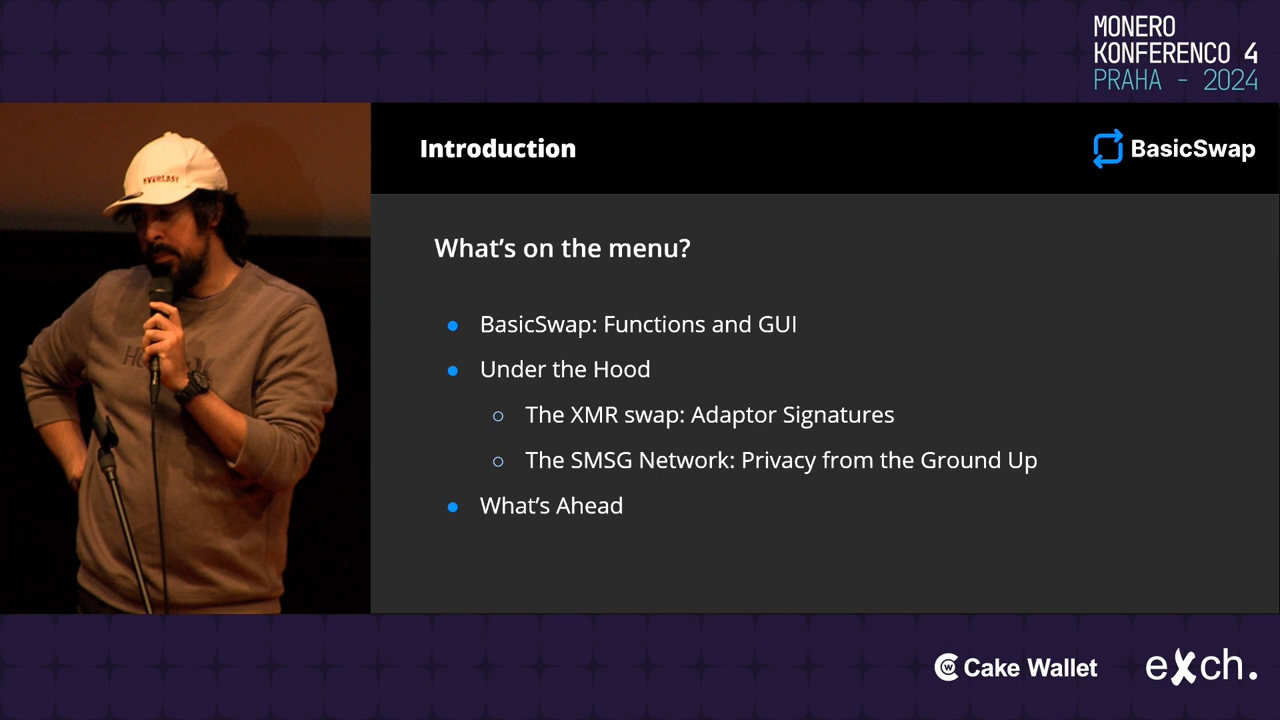 MONERO
KONFERENCO 4
PRAHA - 2024
Introduction
BasicSwap
EVERLAST
What's on the menu?
BasicSwap: Functions and GUI
Under the Hood
The XMR swap: Adaptor Signatures
The SMSG Network: Privacy from the Ground Up
What's Ahead
Cake Wallet
eXch.